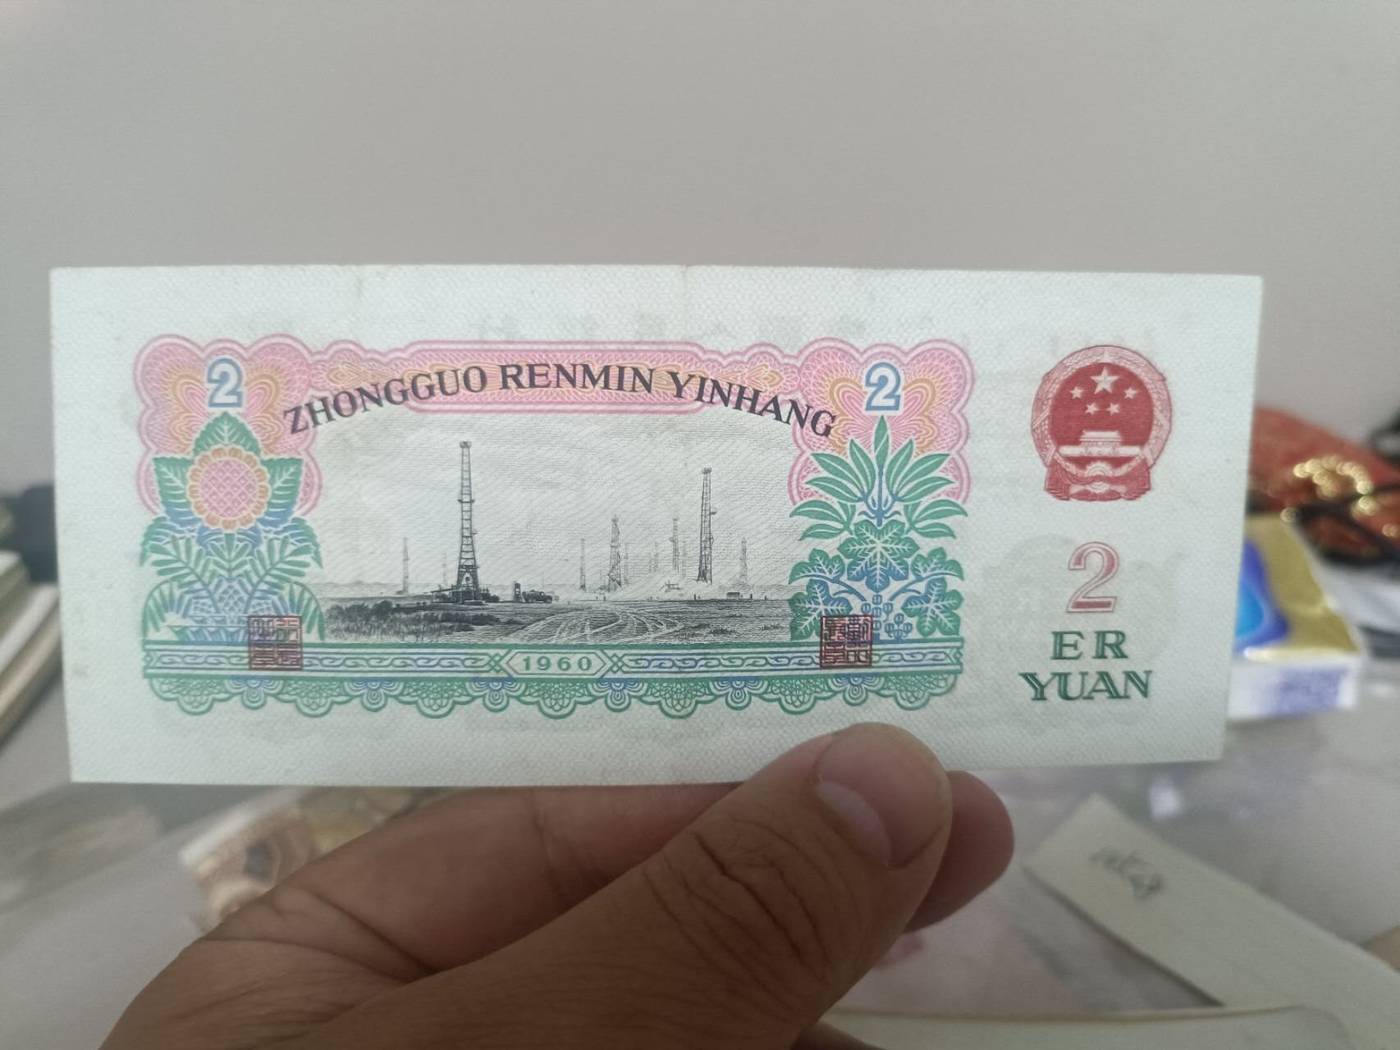 2 2
ZHONGGUO RENMIN YINHANG
1960
2
ER
YUAN